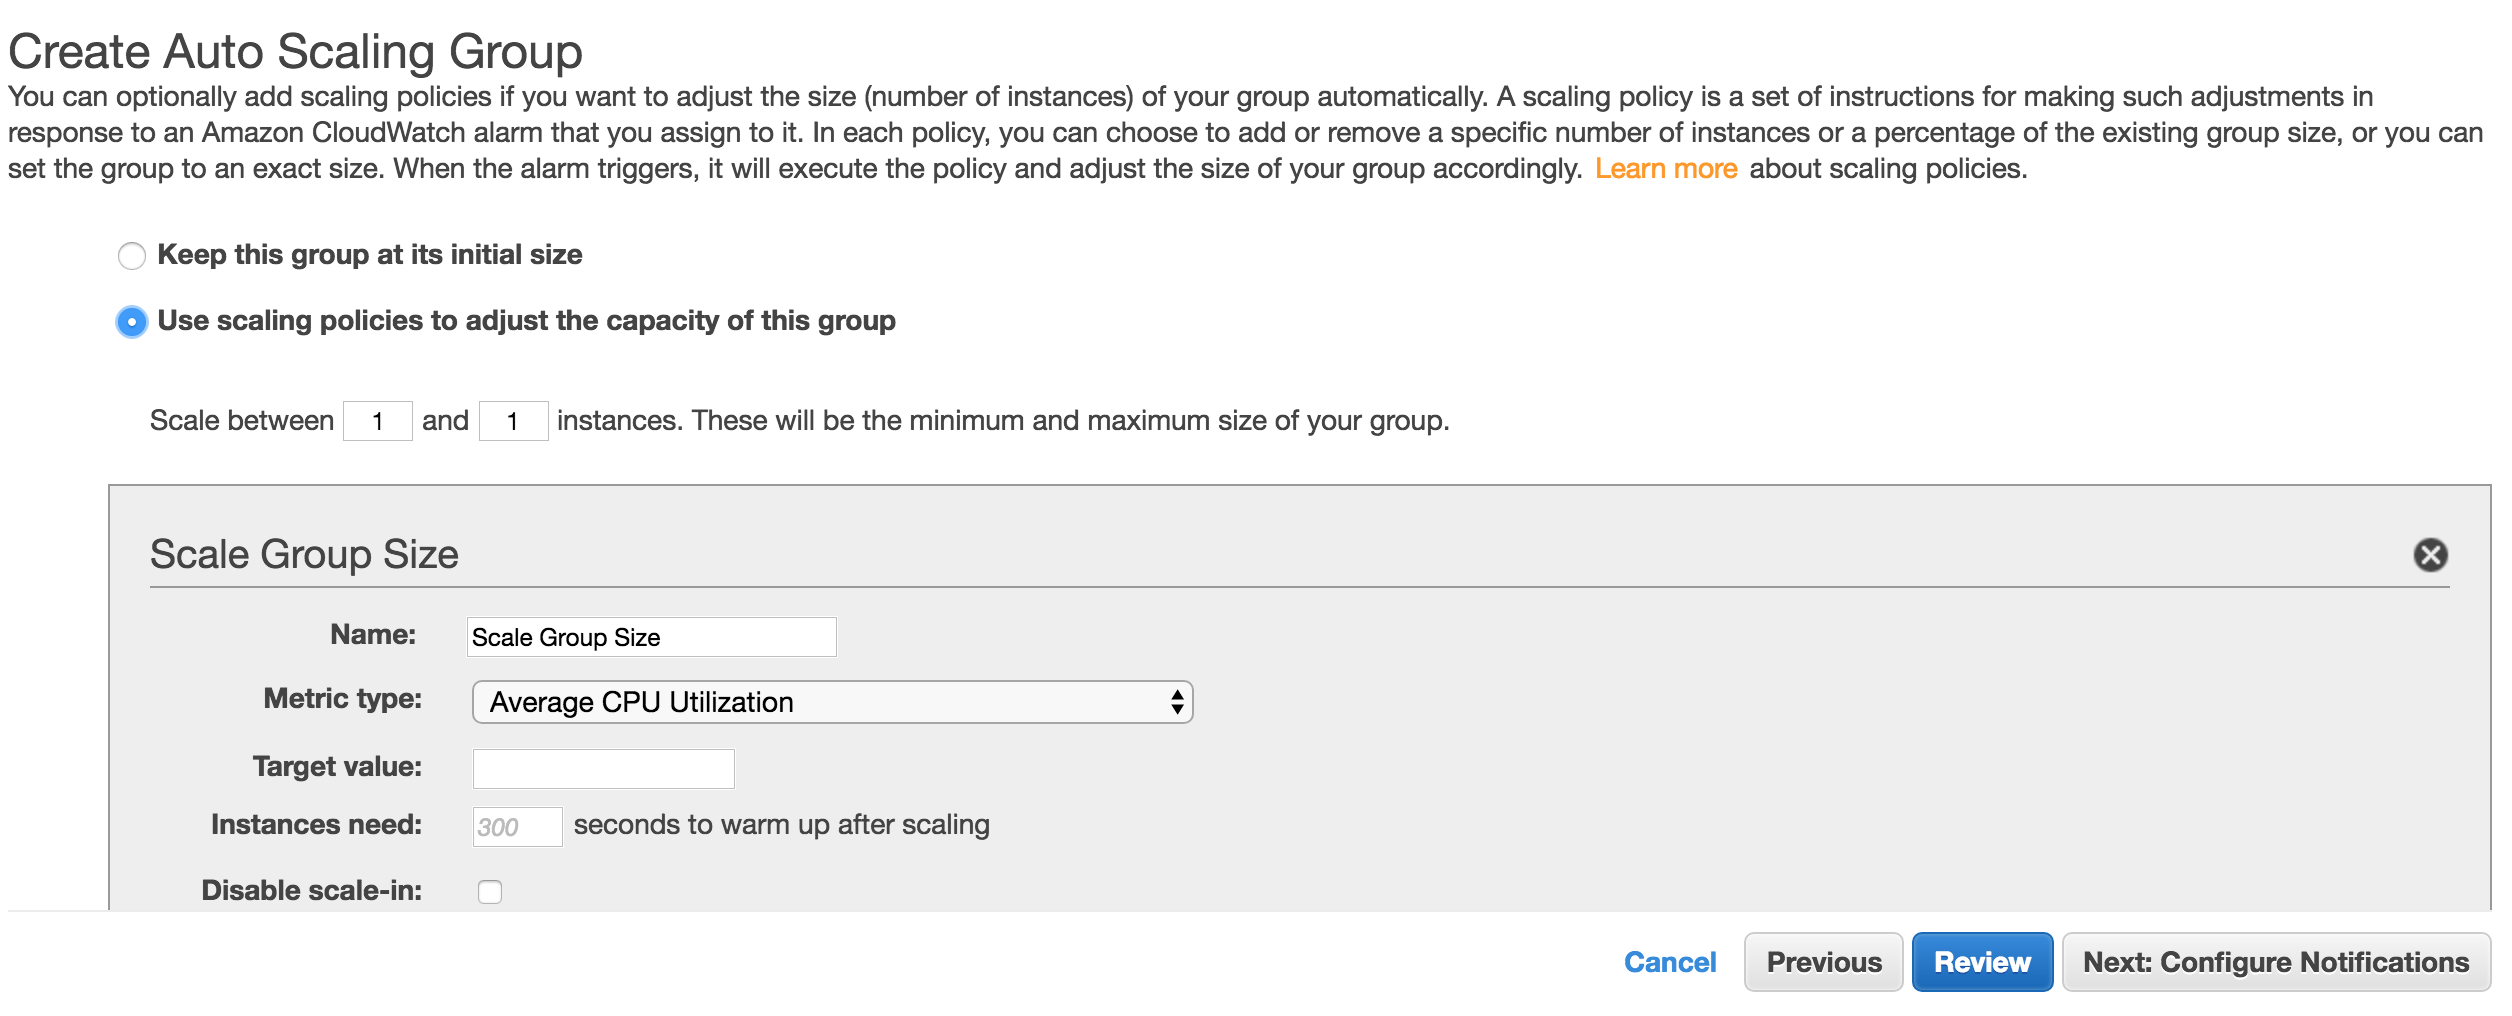 Create Auto Scaling Group
You can optionally add scaling policies if you want to adjust the size (number of instances) of your group automatically. A scaling policy is a set of instructions for making such adjustments in
response to an Amazon CloudWatch alarm that you assign to it. In each policy, you can choose to add or remove a specific number of instances or a percentage of the existing group size, or you can
set the group to an exact size. When the alarm triggers, it will execute the policy and adjust the size of your group accordingly. Learn more about scaling policies.
Keep this group at its initial size
Use scaling policies to adjust the capacity of this group
Scale between 1 and 1 instances. These will be the minimum and maximum size of your group.
Scale Group Size
Name: Scale Group Size
Metric type: Average CPU Utilization
Target value:
Instances need: 300 seconds to warm up after scaling
Disable scale-in:
Cancel Previous Review Next: Configure Notifications